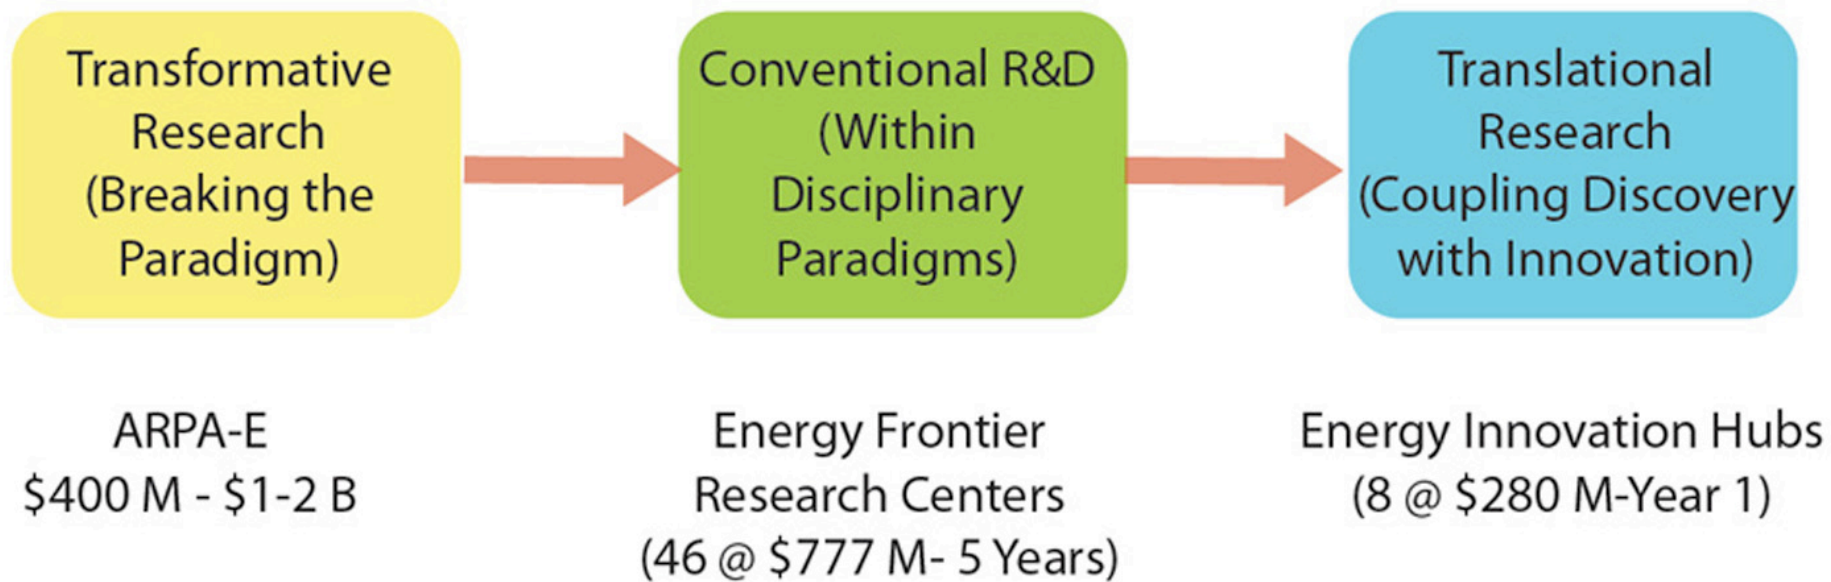 Transformative
Research
(Breaking the
Paradigm)
Conventional R&D
(Within
Disciplinary
Paradigms)
Translational
Research
(Coupling Discovery
with Innovation)
ARPA-E
$400 M - $1-2 B
Energy Frontier
Research Centers
(46 @ $777 M- 5 Years)
Energy Innovation Hubs
(8 @ $280 M-Year 1)